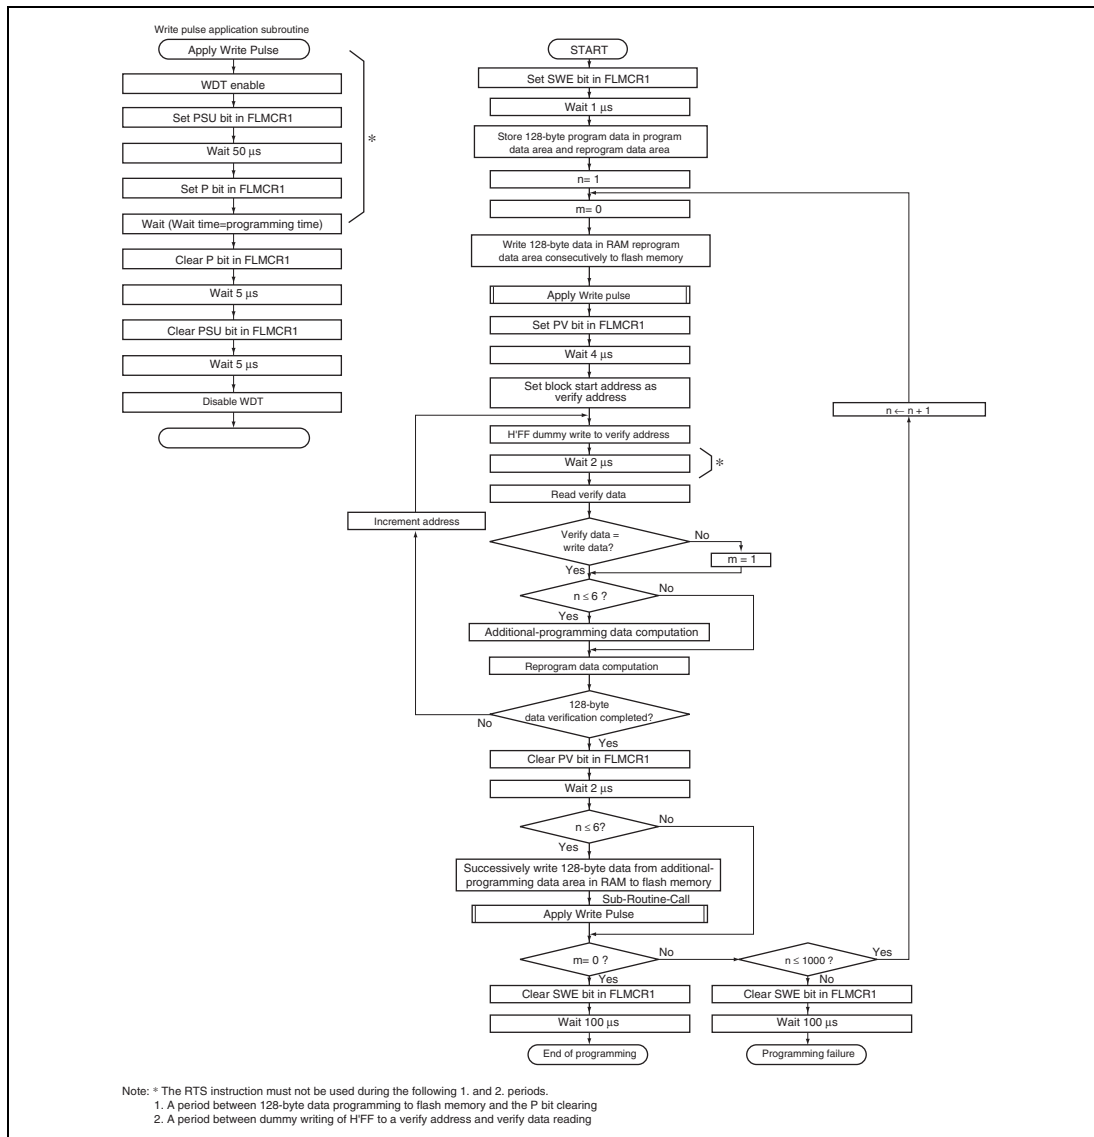 Write pulse application subroutine
Apply Write Pulse
WDT enable
Set PSU bit in FLMCR1
Wait 50 µs
Set P bit in FLMCR1
Wait (Wait time=programming time)
Clear P bit in FLMCR1
Wait 5 µs
Clear PSU bit in FLMCR1
Wait 5 µs
Disable WDT
*
START
Set SWE bit in FLMCR1
Wait 1 µs
Store 128-byte program data in program
data area and reprogram data area
n= 1
m= 0
Write 128-byte data in RAM reprogram
data area consecutively to flash memory
Apply Write pulse
Set PV bit in FLMCR1
Wait 4 µs
Set block start address as
verify address
n ← n + 1
H'FF dummy write to verify address
Wait 2 µs
*
Read verify data
Increment address
Verify data =
write data?
No
m = 1
Yes
n ≤ 6 ?
No
Yes
Additional-programming data computation
Reprogram data computation
128-byte
data verification completed?
No
Yes
Clear PV bit in FLMCR1
Wait 2 µs
n ≤ 6?
No
Yes
Successively write 128-byte data from additional-
programming data area in RAM to flash memory
Sub-Routine-Call
Apply Write Pulse
m= 0 ?
No
n ≤ 1000 ?
Yes
Yes
No
Clear SWE bit in FLMCR1
Clear SWE bit in FLMCR1
Wait 100 µs
Wait 100 µs
End of programming
Programming failure
Note: * The RTS instruction must not be used during the following 1. and 2. periods.
1. A period between 128-byte data programming to flash memory and the P bit clearing
2. A period between dummy writing of H'FF to a verify address and verify data reading